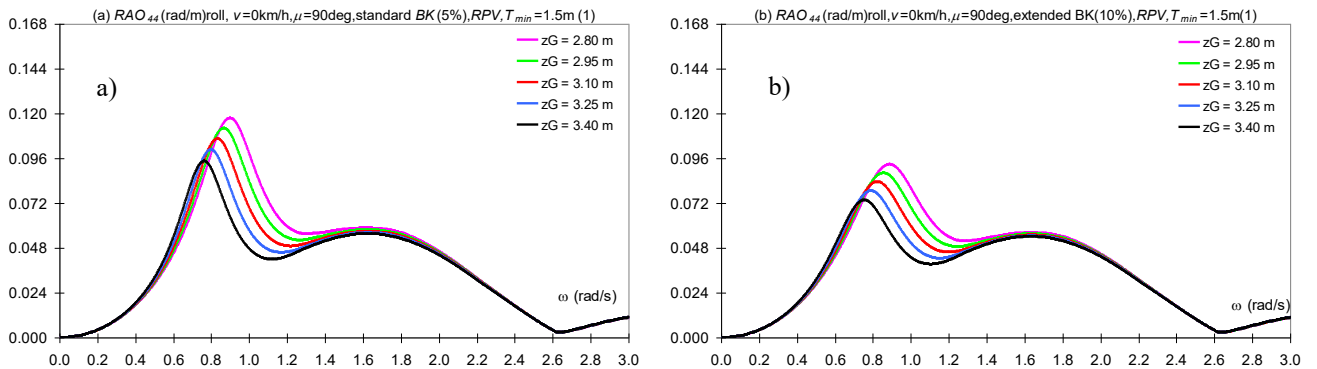 (a) RAO44(rad/m)roll, v=0km/h,μ=90deg,standard BK(5%),RPV,Tmin=1.5m (1)
0.168
0.144
0.120
0.096
0.072
0.048
0.024
0.000
a)
zG = 2.80 m
zG = 2.95 m
zG = 3.10 m
zG = 3.25 m
zG = 3.40 m
ω (rad/s)
0.0 0.2 0.4 0.6 0.8 1.0 1.2 1.4 1.6 1.8 2.0 2.2 2.4 2.6 2.8 3.0
(b) RAO44(rad/m)roll,v=0km/h,μ=90deg,extended BK(10%),RPV,Tmin=1.5m(1)
0.168
0.144
0.120
0.096
0.072
0.048
0.024
0.000
b)
zG = 2.80 m
zG = 2.95 m
zG = 3.10 m
zG = 3.25 m
zG = 3.40 m
ω (rad/s)
0.0 0.2 0.4 0.6 0.8 1.0 1.2 1.4 1.6 1.8 2.0 2.2 2.4 2.6 2.8 3.0